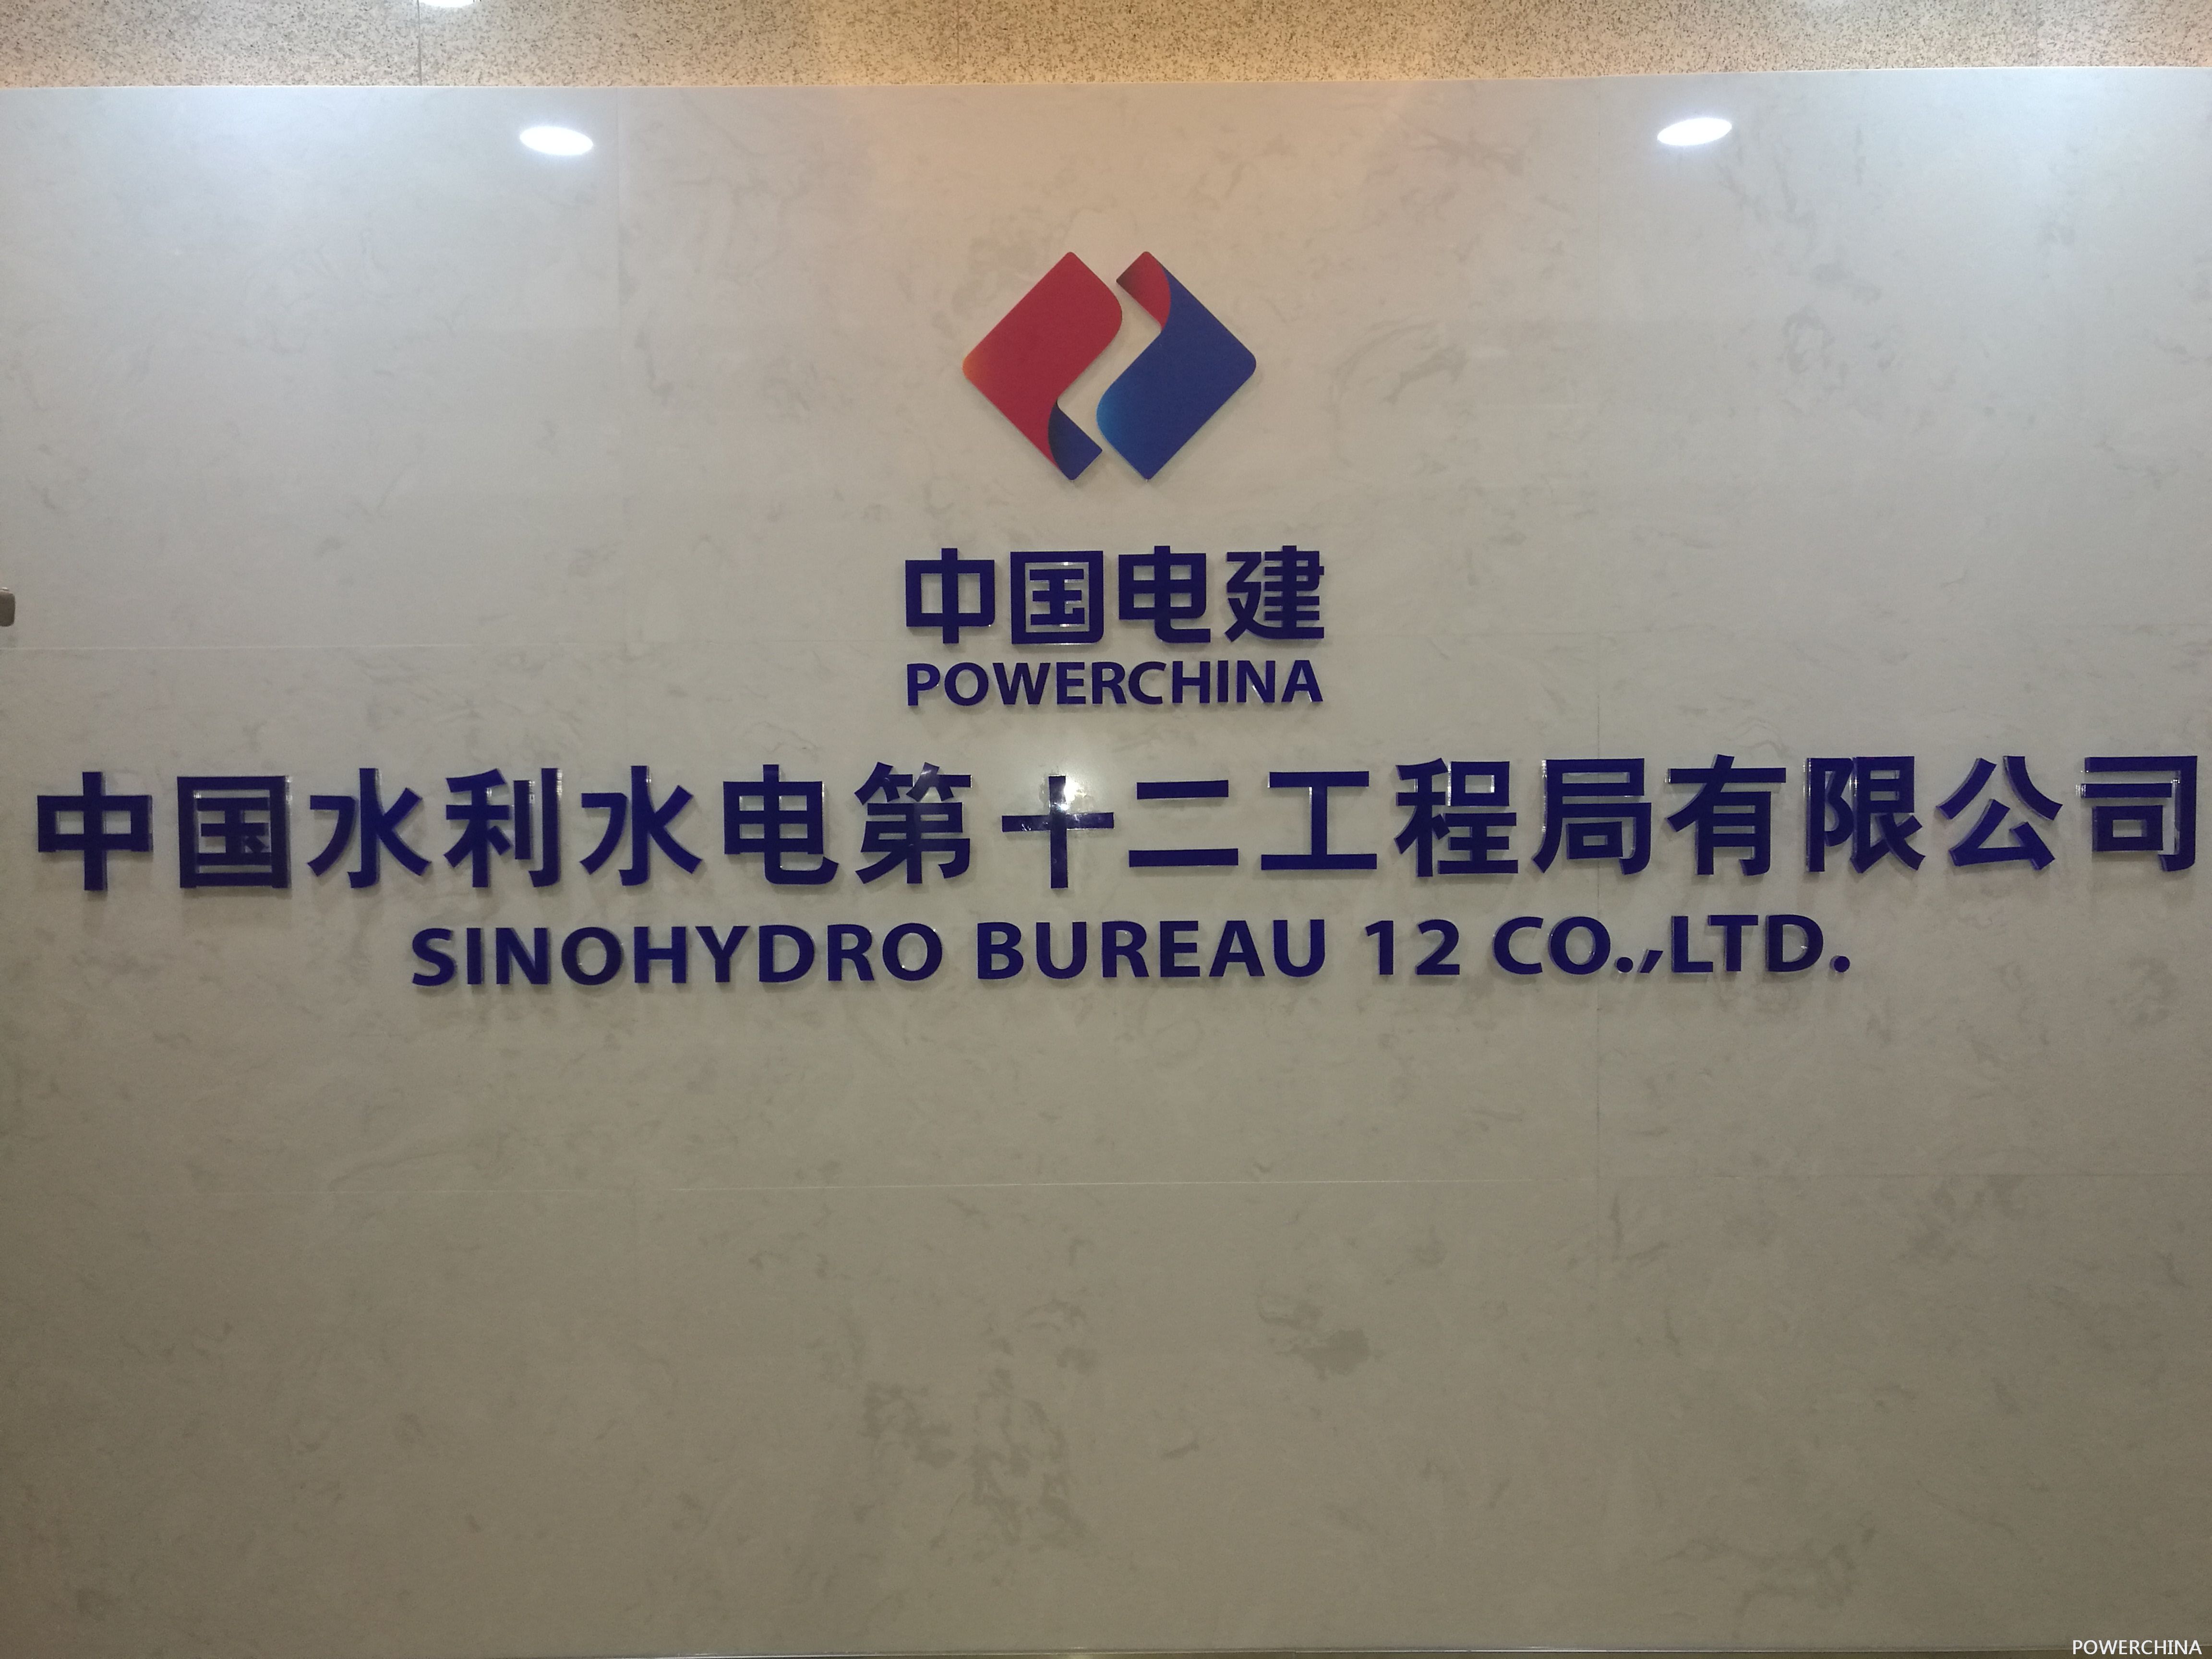 中国电建
POWERCHINA
中国水利水电第十二工程局有限公司
SINOHYDRO BUREAU 12 CO.,LTD.
POWERCHINA